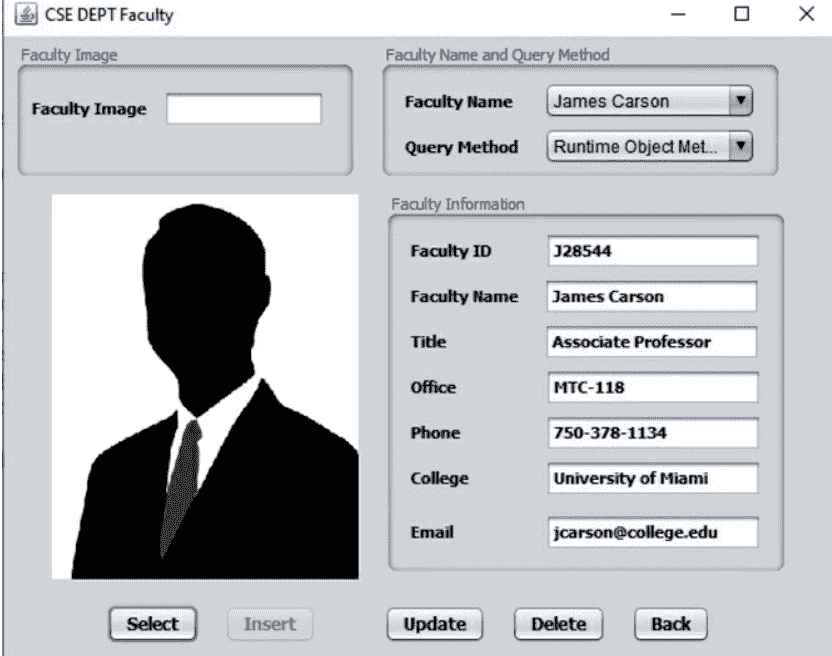 CSE DEPT Faculty
Faculty Image
Faculty Image
Faculty Name and Query Method
Faculty Name James Carson
Query Method Runtime Object Met...
Faculty Information
Faculty ID J28544
Faculty Name James Carson
Title Associate Professor
Office MTC-118
Phone 750-378-1134
College University of Miami
Email jcarson@college.edu
Select Insert Update Delete Back